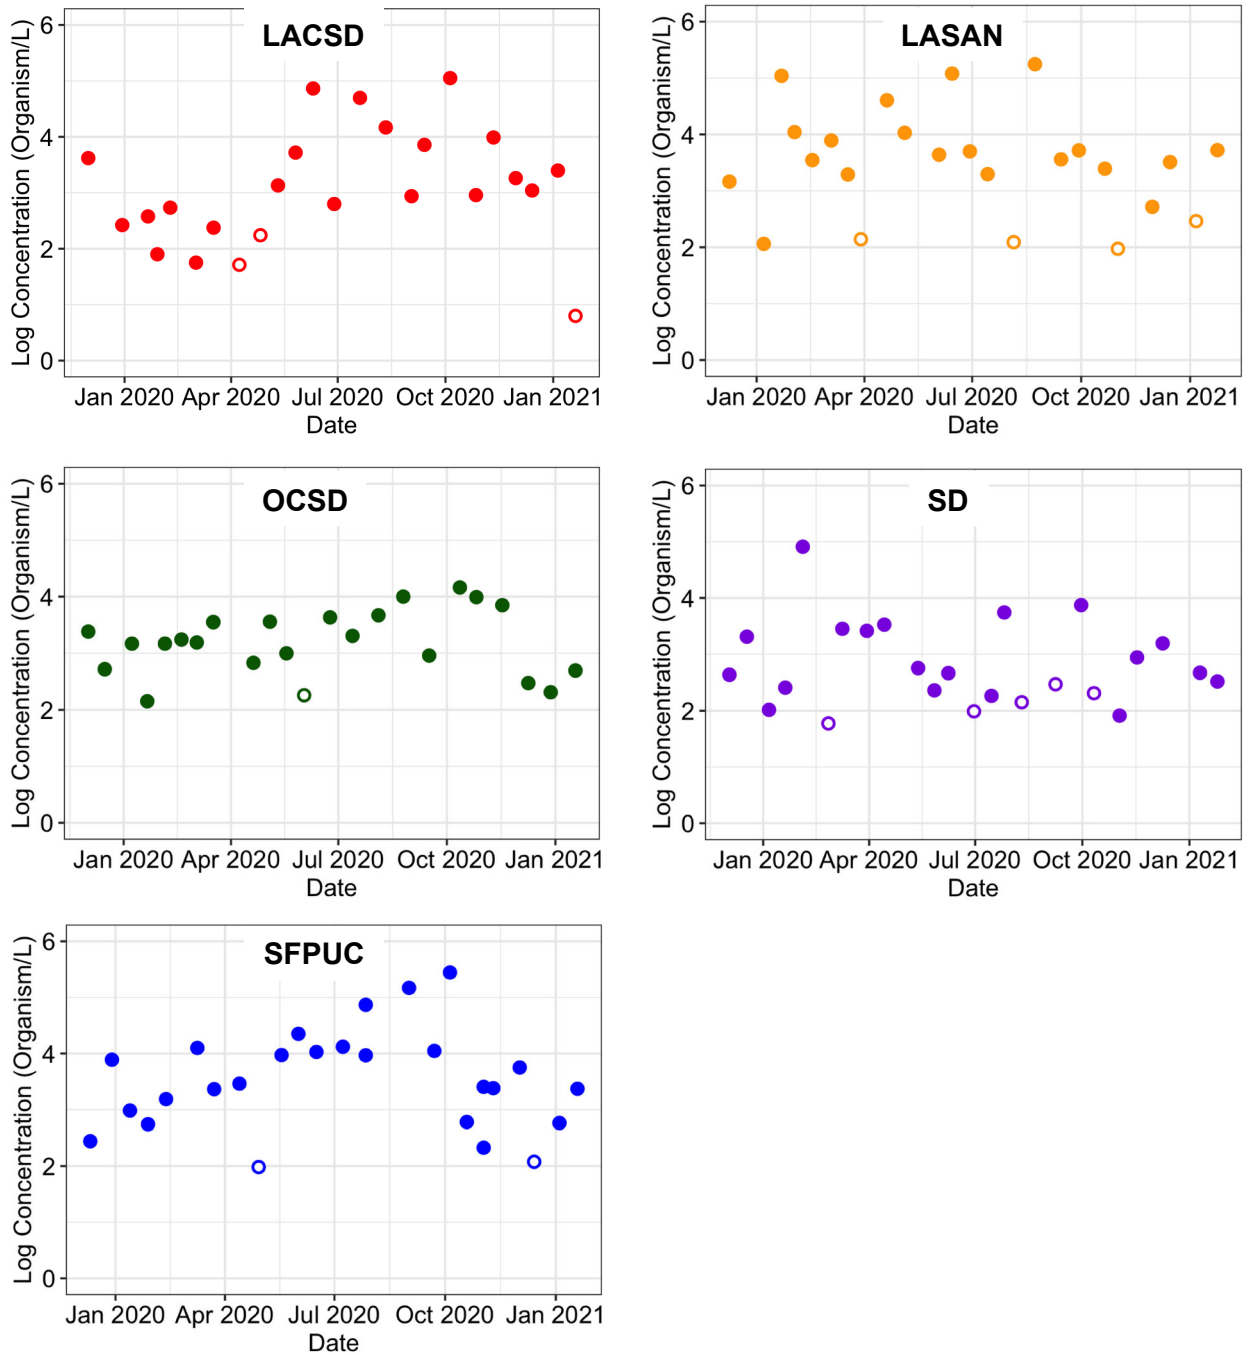 LACSD
Log Concentration (Organism/L)
6
4
2
0
Jan 2020 Apr 2020 Jul 2020 Oct 2020 Jan 2021
Date
LASAN
Log Concentration (Organism/L)
6
4
2
0
Jan 2020 Apr 2020 Jul 2020 Oct 2020 Jan 2021
Date
OCSD
Log Concentration (Organism/L)
6
4
2
0
Jan 2020 Apr 2020 Jul 2020 Oct 2020 Jan 2021
Date
SD
Log Concentration (Organism/L)
6
4
2
0
Jan 2020 Apr 2020 Jul 2020 Oct 2020 Jan 2021
Date
SFPUC
Log Concentration (Organism/L)
6
4
2
0
Jan 2020 Apr 2020 Jul 2020 Oct 2020 Jan 2021
Date